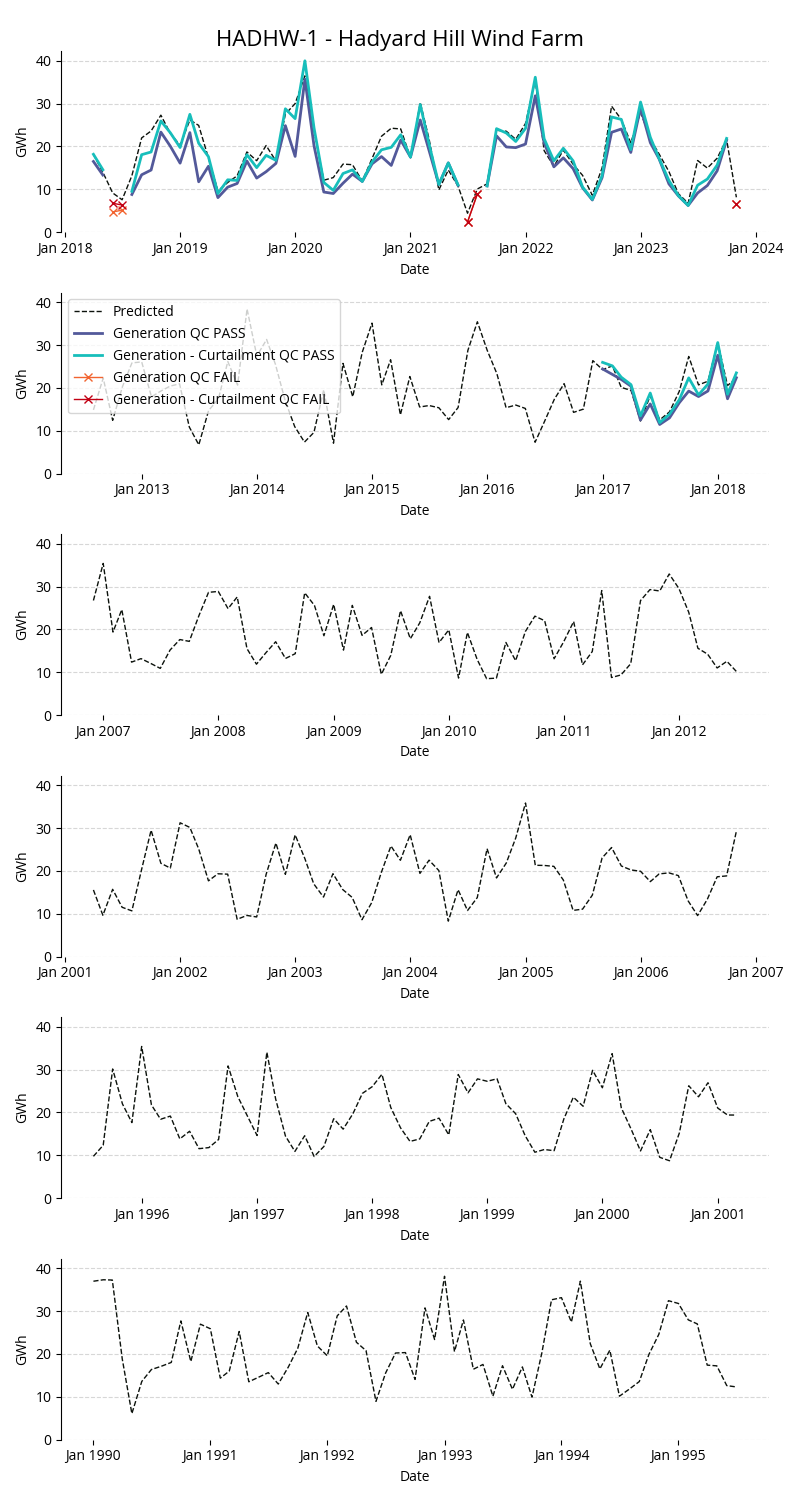 HADHW-1 - Hadyard Hill Wind Farm
40
30
20
10
0
GWh
Jan 2018 Jan 2019 Jan 2020 Jan 2021 Jan 2022 Jan 2023 Jan 2024
Date
40
30
20
10
0
GWh
Predicted
Generation QC PASS
Generation - Curtailment QC PASS
Generation QC FAIL
Generation - Curtailment QC FAIL
Jan 2013 Jan 2014 Jan 2015 Jan 2016 Jan 2017 Jan 2018
Date
40
30
20
10
0
GWh
Jan 2007 Jan 2008 Jan 2009 Jan 2010 Jan 2011 Jan 2012
Date
40
30
20
10
0
GWh
Jan 2001 Jan 2002 Jan 2003 Jan 2004 Jan 2005 Jan 2006 Jan 2007
Date
40
30
20
10
0
GWh
Jan 1996 Jan 1997 Jan 1998 Jan 1999 Jan 2000 Jan 2001
Date
40
30
20
10
0
GWh
Jan 1990 Jan 1991 Jan 1992 Jan 1993 Jan 1994 Jan 1995
Date